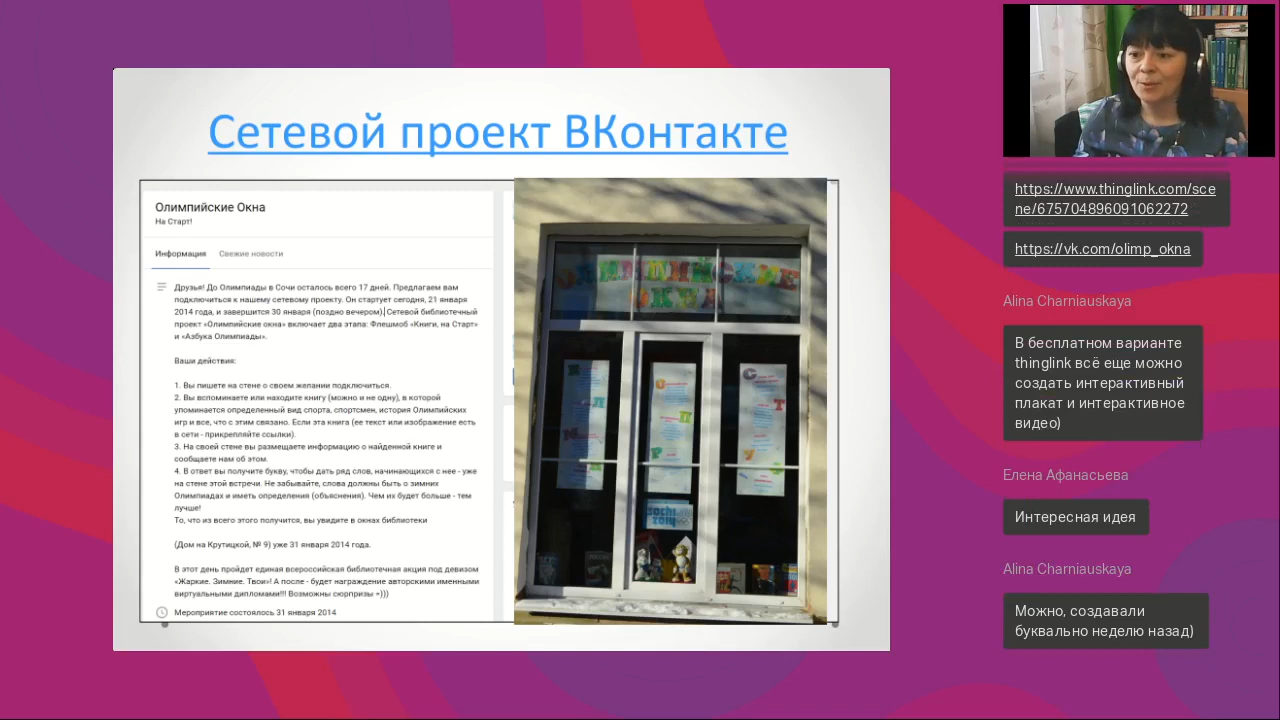 Сетевой проект ВКонтакте
Олимпийские Окна
На Старт!
Информация Свежие новости
Друзья! До Олимпиады в Сочи осталось всего 17 дней. Предлагаем вам
подключиться к нашему сетевому проекту. Он стартует сегодня, 21 января
2014 года, и завершится 30 января (поздно вечером). Сетевой библиотечный
проект «Олимпийские окна» включает два этапа: Флешмоб «Книги, на Старт»
и «Азбука Олимпиады».
Ваши действия:
1. Вы пишете на стене о своем желании подключиться.
2. Вы вспоминаете или находите книгу (можно и не одну), в которой
упоминается определенный вид спорта, спортсмен, история Олимпийских
игр и все, что с этим связано. Если эта книга (ее текст или изображение есть
в сети - прикрепляйте ссылки).
3. На своей стене вы размещаете информацию о найденной книге и
сообщаете нам об этом.
4. В ответ вы получите букву, чтобы дать ряд слов, начинающихся с нее - уже
на стене этой встречи. Не забывайте, слова должны быть о зимних
Олимпиадах и иметь определения (объяснения). Чем их будет больше - тем
лучше!
То, что из всего этого получится, вы увидите в окнах библиотеки
(Дом на Крутицкой, № 9) уже 31 января 2014 года.
В этот день пройдет единая всероссийская библиотечная акция под девизом
«Жаркие. Зимние. Твои»! А после - будет награждение авторскими именными
виртуальными дипломами!!! Возможны сюрпризы =)))
Мероприятие состоялось 31 января 2014
ОЛИМПИЙСКИЕ
ОКНА
sochi
2014
РОССИЯ
https://www.thinglink.com/sce
ne/675704896091062272
https://vk.com/olimp_okna
Alina Charniauskaya
В бесплатном варианте
thinglink всё еще можно
создать интерактивный
плакат и интерактивное
видео)
Елена Афанасьева
Интересная идея
Alina Charniauskaya
Можно, создавали
буквально неделю назад)